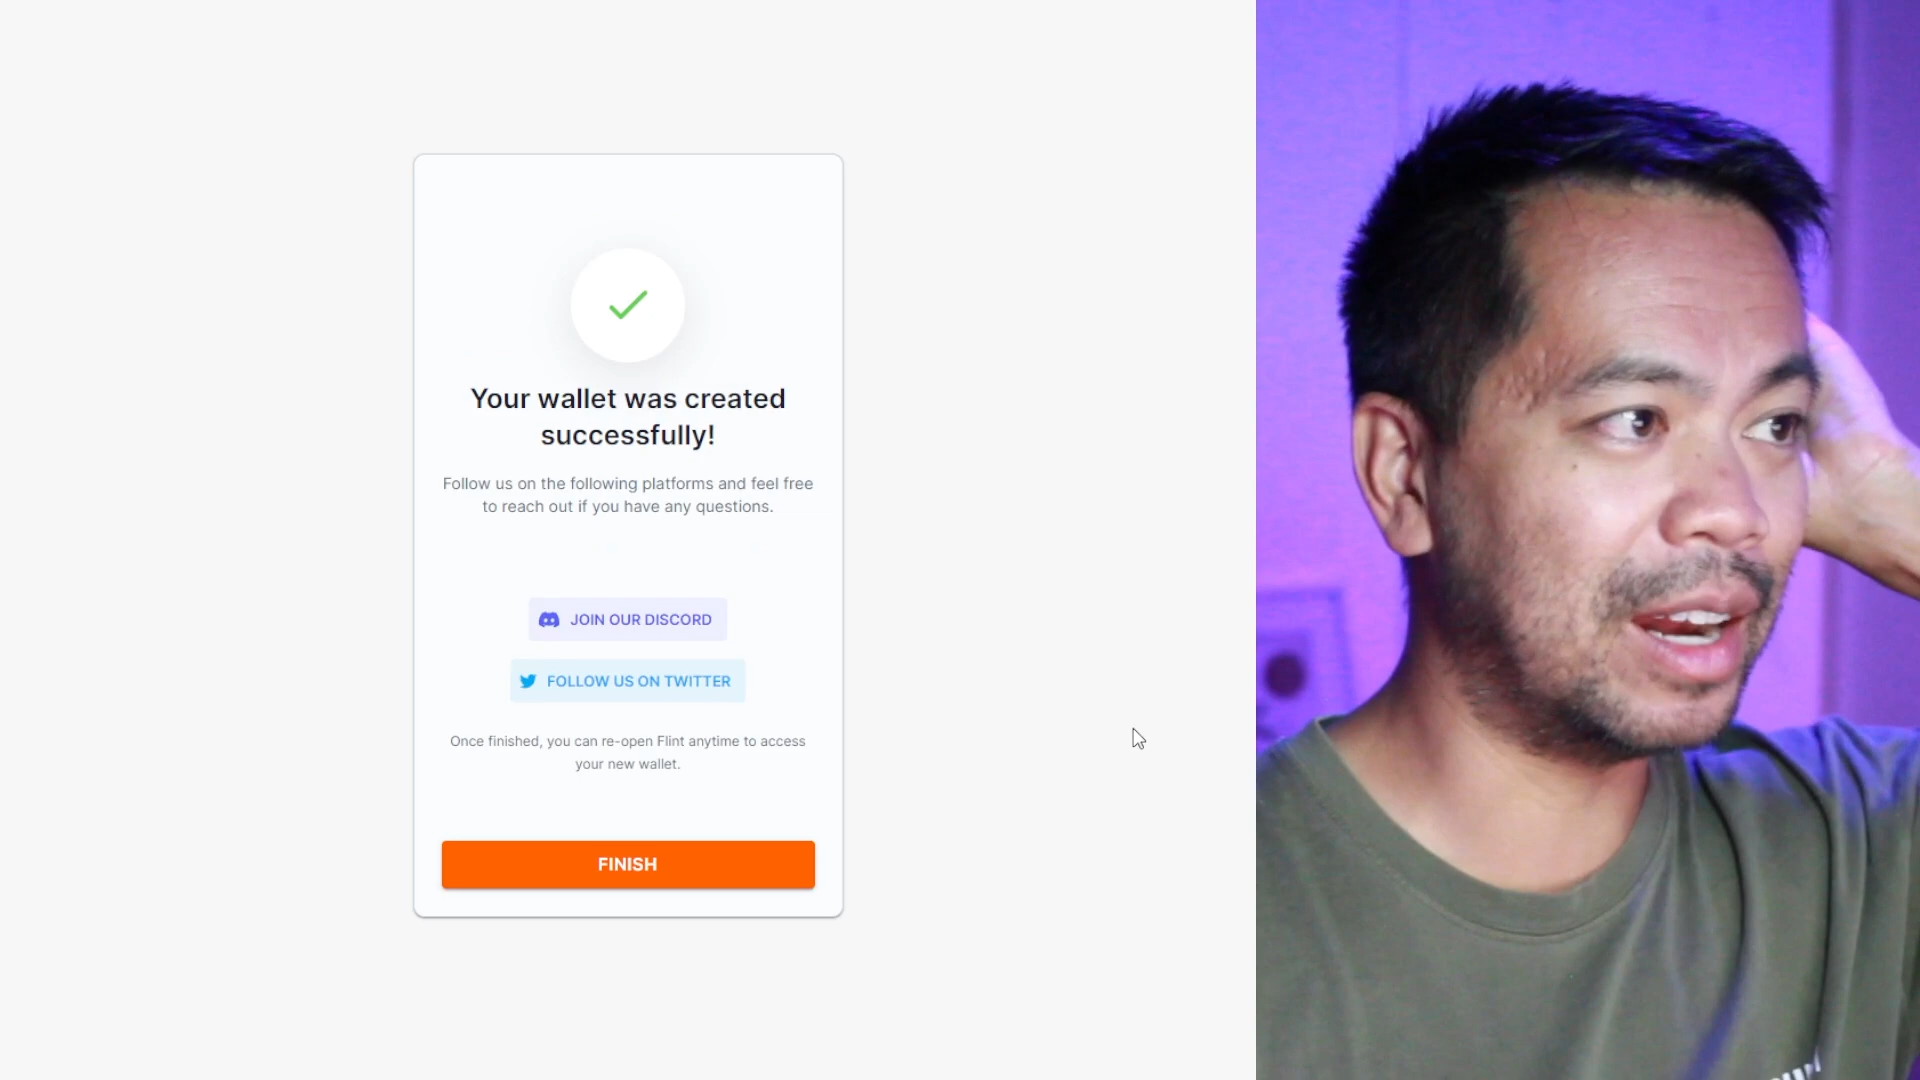 Your wallet was created
successfully!
Follow us on the following platforms and feel free
to reach out if you have any questions.
JOIN OUR DISCORD
FOLLOW US ON TWITTER
Once finished, you can re-open Flint anytime to access
your new wallet.
FINISH